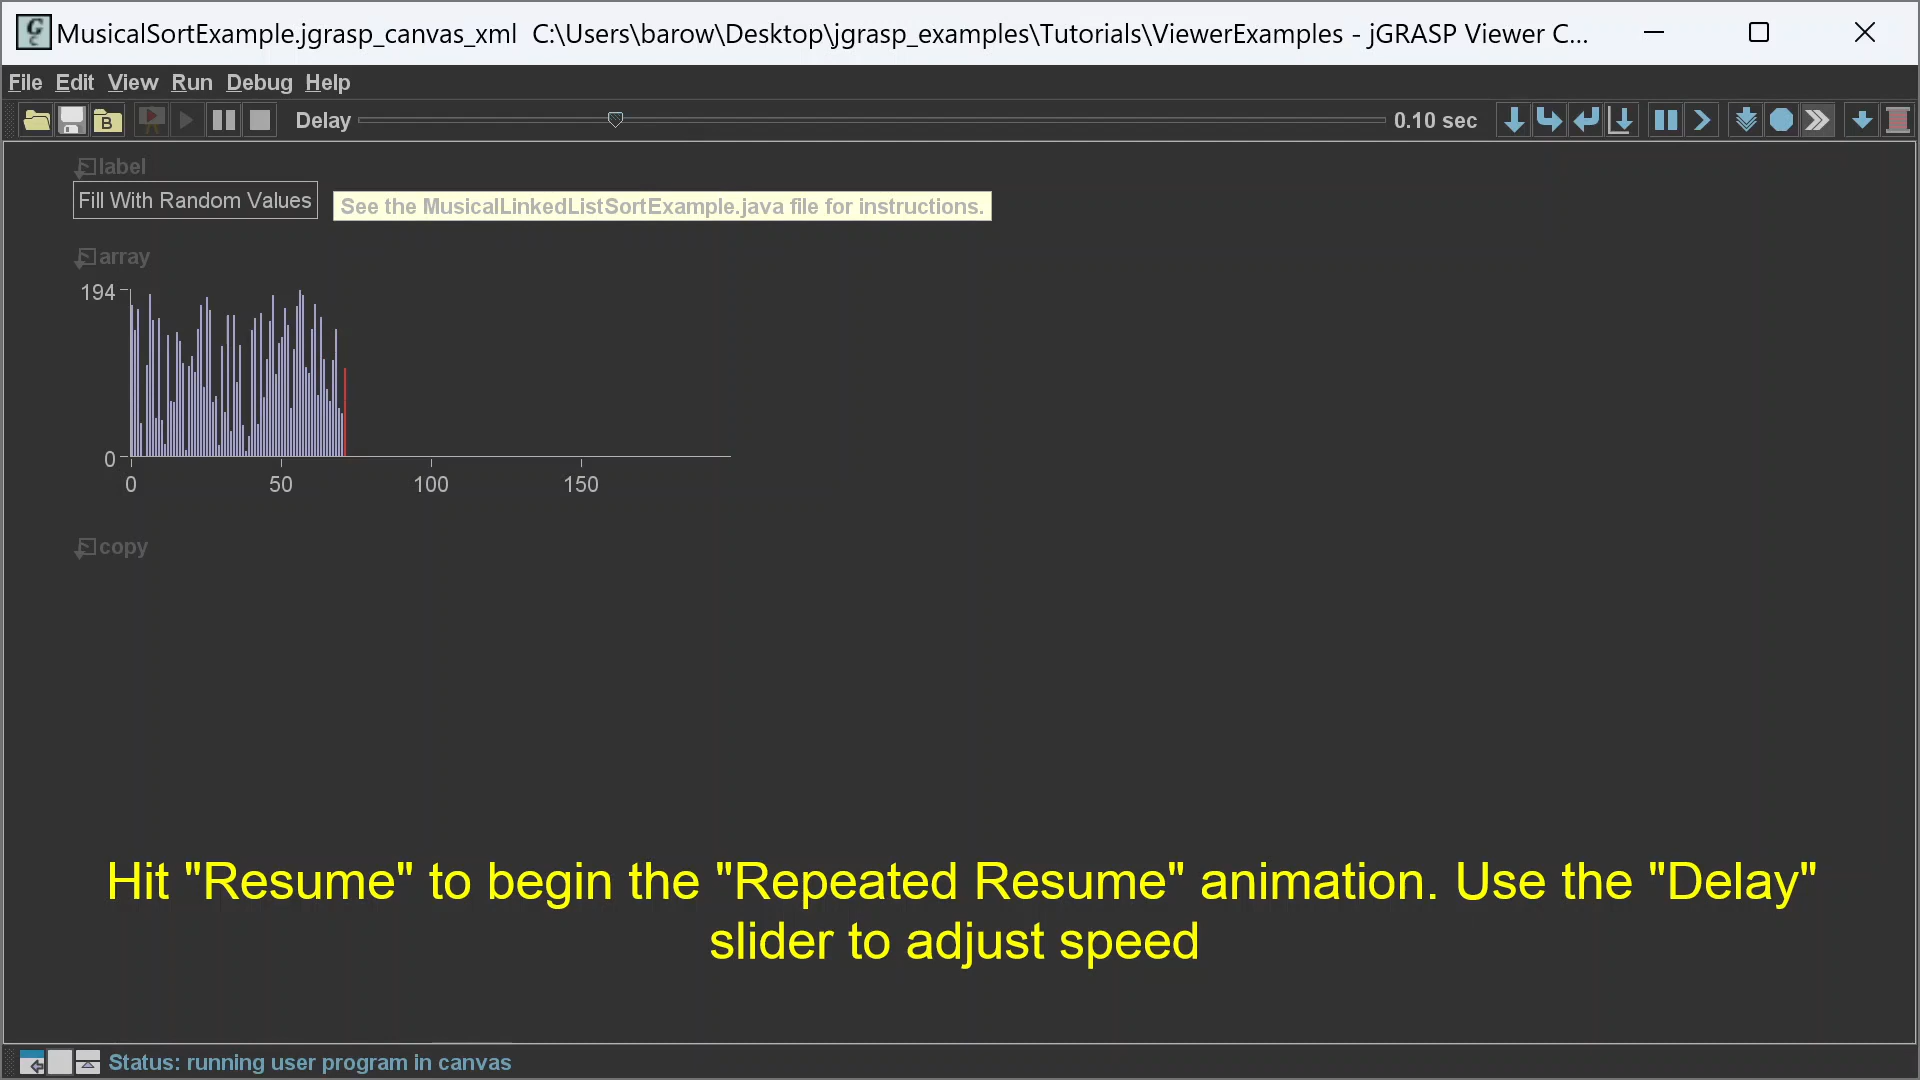 MusicalSortExample.jgrasp_canvas_xml C:\Users\barow\Desktop\jgrasp_examples\Tutorials\ViewerExamples - jGRASP Viewer C...
File Edit View Run Debug Help
B Delay 0.10 sec
label
Fill With Random Values
See the MusicalLinkedListSortExample.java file for instructions.
array
194
0
0 50 100 150
copy
Hit "Resume" to begin the "Repeated Resume" animation. Use the "Delay"
slider to adjust speed
Status: running user program in canvas